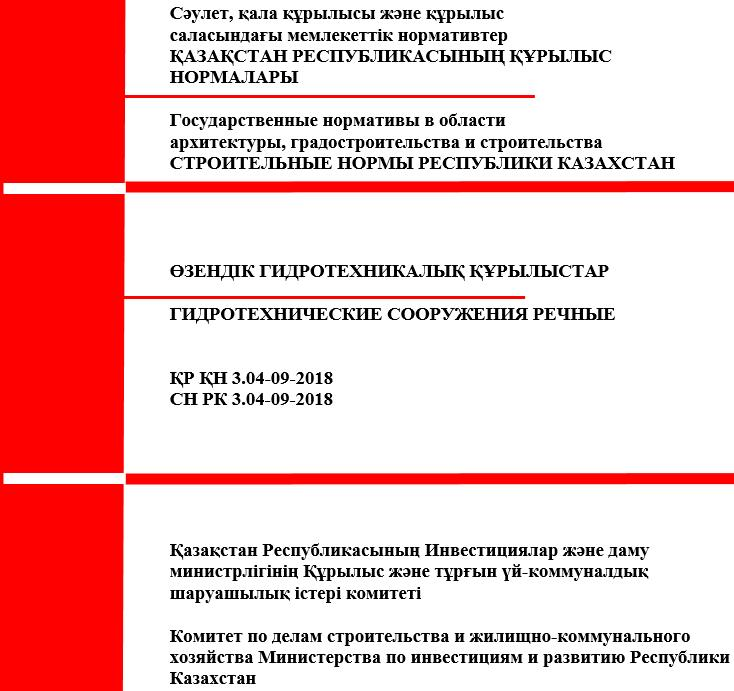 Сәулет, қала құрылысы және құрылыс
саласындағы мемлекеттік нормативтер
ҚАЗАҚСТАН РЕСПУБЛИКАСЫНЫҢ ҚҰРЫЛЫС
НОРМАЛАРЫ
Государственные нормативы в области
архитектуры, градостроительства и строительства
СТРОИТЕЛЬНЫЕ НОРМЫ РЕСПУБЛИКИ КАЗАХСТАН
ӨЗЕНДІК ГИДРОТЕХНИКАЛЫҚ ҚҰРЫЛЫСТАР
ГИДРОТЕХНИЧЕСКИЕ СООРУЖЕНИЯ РЕЧНЫЕ
ҚР ҚН 3.04-09-2018
СН РК 3.04-09-2018
Қазақстан Республикасының Инвестициялар және даму
министрлігінің Құрылыс және тұрғын үй-коммуналдық
шаруашылық істері комитеті
Комитет по делам строительства и жилищно-коммунального
хозяйства Министерства по инвестициям и развитию Республики
Казахстан